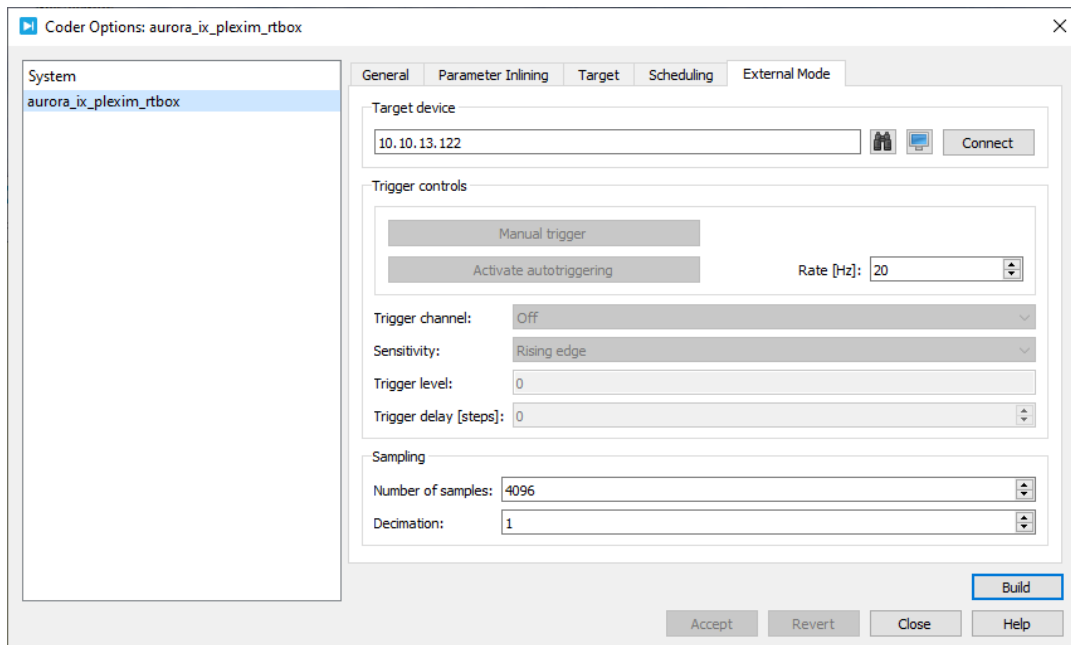 Coder Options: aurora_ix_plexim_rtbox
System
aurora_ix_plexim_rtbox
General Parameter Inlining Target Scheduling External Mode
Target device
10.10.13.122 Connect
Trigger controls
Manual trigger
Activate autotriggering Rate [Hz]: 20
Trigger channel: Off
Sensitivity: Rising edge
Trigger level: 0
Trigger delay [steps]: 0
Sampling
Number of samples: 4096
Decimation: 1
Build
Accept Revert Close Help